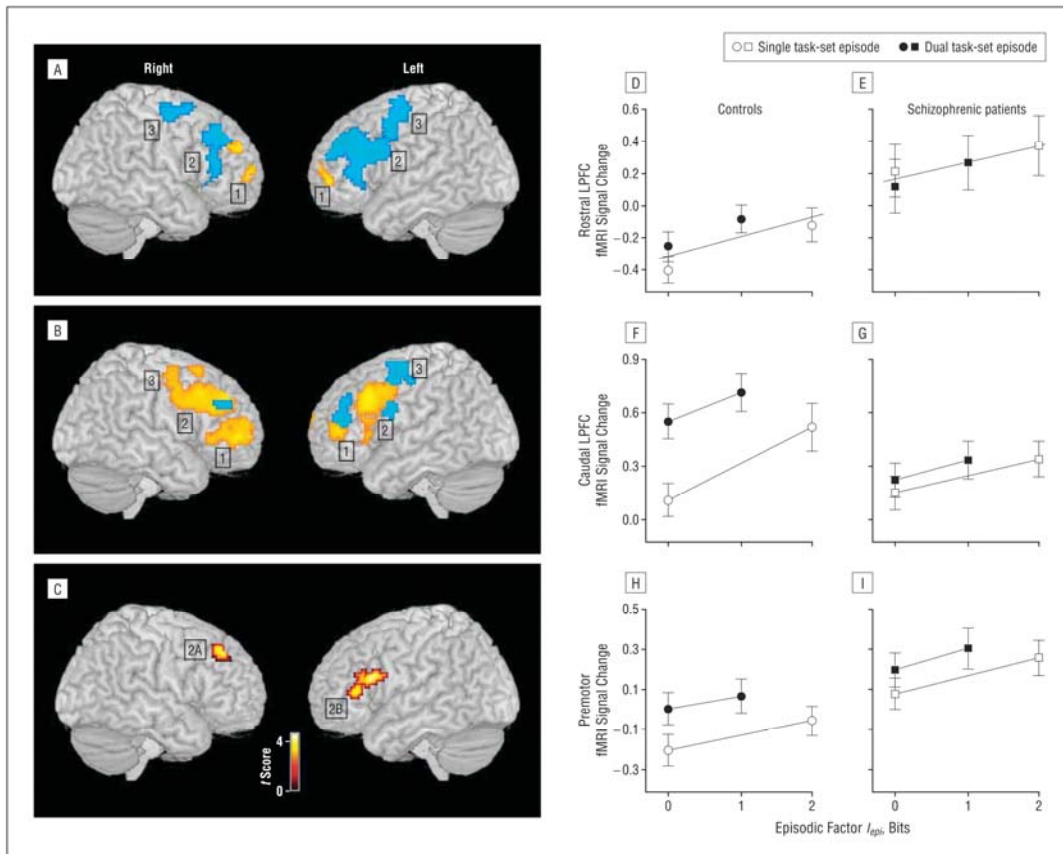 Single task-set episode
Dual task-set episode
A
Right
Left
3
2
1
3
2
1
B
3
2
1
3
2
1
C
2A
2B
4
0
t Score
D
Controls
E
Schizophrenic patients
0.6
0.4
0.2
0.0
−0.2
−0.4
Rostral LPFC
fMRI Signal Change
F
G
0.9
0.6
0.3
0.0
Caudal LPFC
fMRI Signal Change
H
I
0.5
0.3
0.1
−0.1
−0.3
Premotor
fMRI Signal Change
0
1
2
0
1
2
Episodic Factor Iepi, Bits